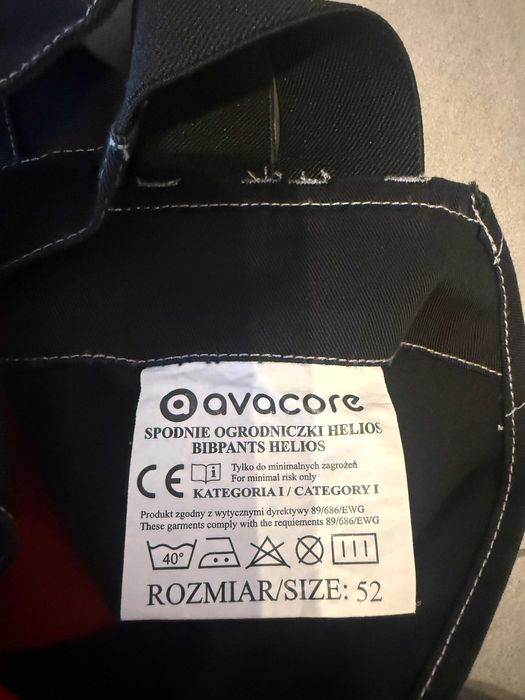 avacore
SPODNIE OGRODNICZKI HELIOS
BIBPANTS HELIOS
CE i Tylko do minimalnych zagrożeń
For minimal risk only
KATEGORIA I / CATEGORY I
Produkt zgodny z wytycznymi dyrektywy 89/686/EWG
These garments comply with the requiements 89/686/EWG
40°
ROZMIAR/SIZE: 52